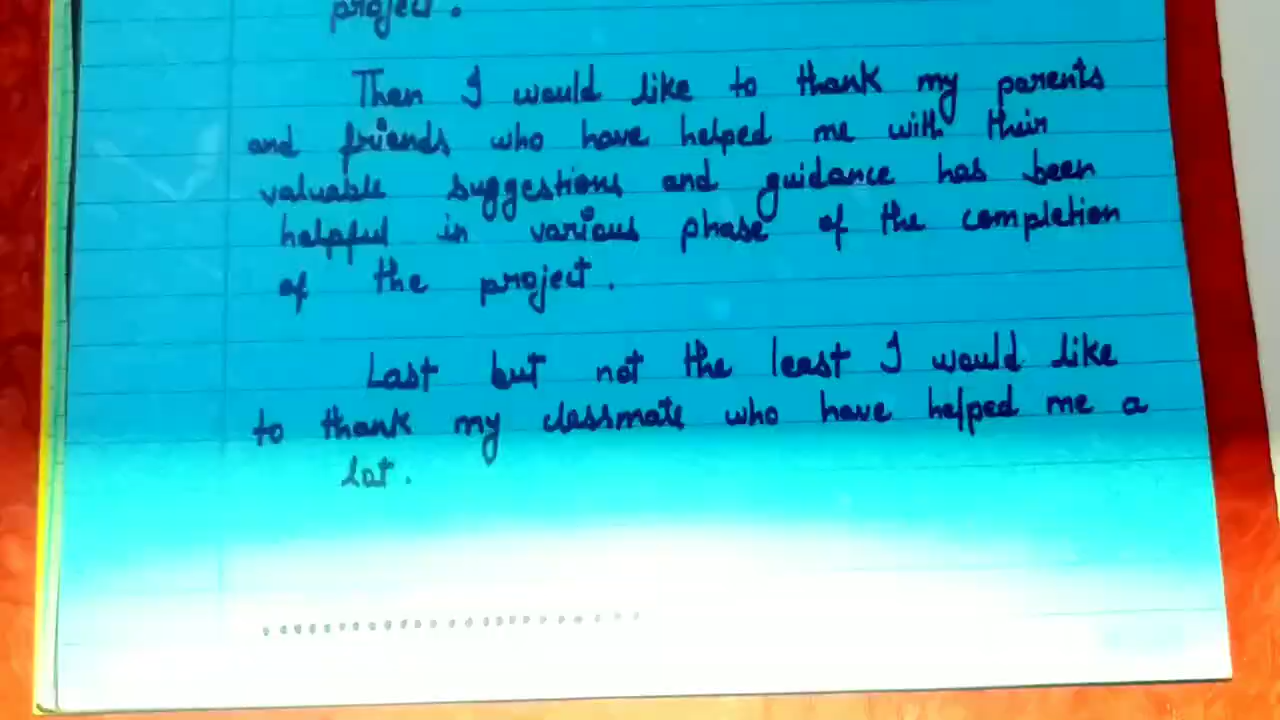 project.
Then I would like to thank my parents
and friends who have helped me with their
valuable suggestions and guidance has been
helpful in various phase of the completion
of the project.
Last but not the least I would like
to thank my classmate who have helped me a
lot.